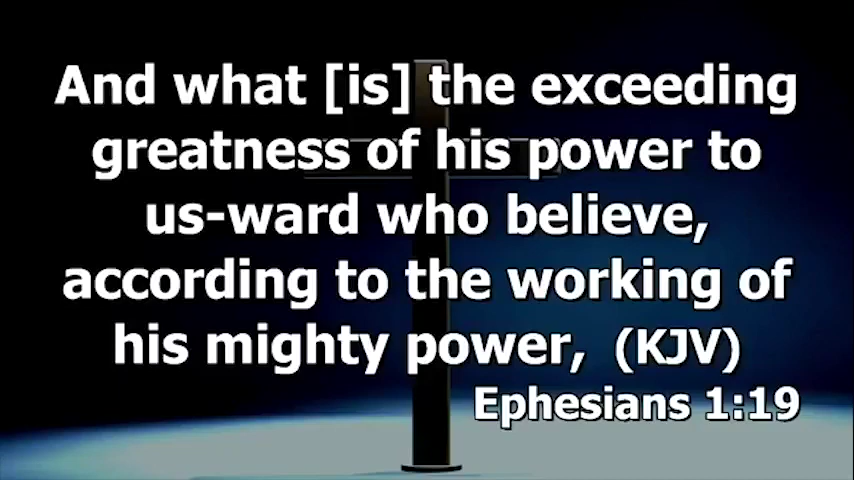 And what [is] the exceeding
greatness of his power to
us-ward who believe,
according to the working of
his mighty power, (KJV)
Ephesians 1:19